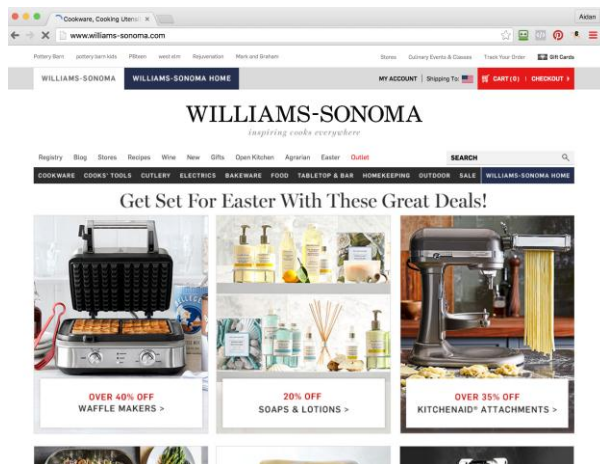 Cookware, Cooking Utensi
Aidan
www.williams-sonoma.com
Pottery Barn pottery barn kids PBteen west elm Rejuvenation Mark and Graham Stores Culinary Events & Classes Track Your Order Gift Cards
WILLIAMS-SONOMA WILLIAMS-SONOMA HOME MY ACCOUNT Shipping To: CART (0) CHECKOUT >
WILLIAMS-SONOMA
inspiring cooks everywhere
Registry Blog Stores Recipes Wine New Gifts Open Kitchen Agrarian Easter Outlet SEARCH
COOKWARE COOKS' TOOLS CUTLERY ELECTRICS BAKEWARE FOOD TABLETOP & BAR HOMEKEEPING OUTDOOR SALE WILLIAMS-SONOMA HOME
Get Set For Easter With These Great Deals!
OVER 40% OFF
WAFFLE MAKERS >
20% OFF
SOAPS & LOTIONS >
OVER 35% OFF
KITCHENAID® ATTACHMENTS >